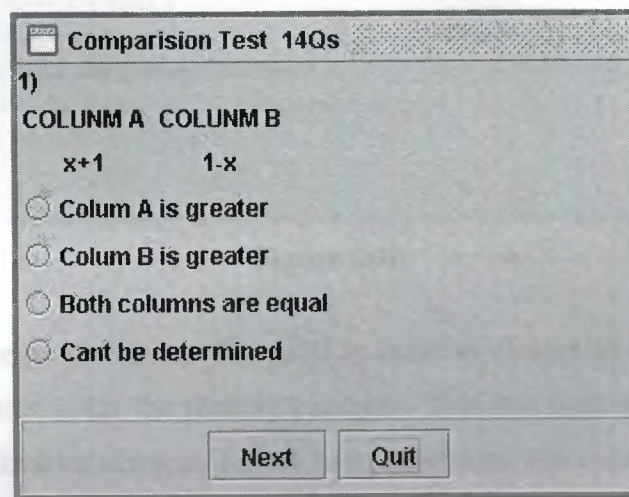 Comparision Test 14Qs
1)
COLUNM A COLUNM B
x+1 1-x
Colum A is greater
Colum B is greater
Both columns are equal
Cant be determined
Next Quit